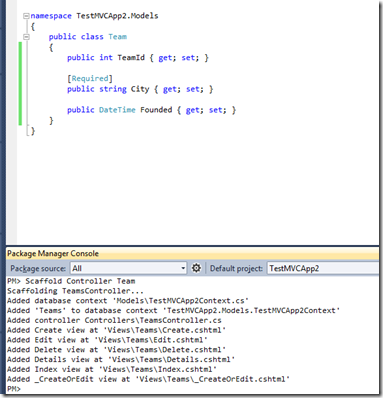 namespace TestMVCApp2.Models
{
public class Team
{
public int TeamId { get; set; }
[Required]
public string City { get; set; }
public DateTime Founded { get; set; }
}
}
Package Manager Console
Package source: All Default project: TestMVCApp2
PM> Scaffold Controller Team
Scaffolding TeamsController...
Added database context 'Models\TestMVCApp2Context.cs'
Added 'Teams' to database context 'TestMVCApp2.Models.TestMVCApp2Context'
Added controller Controllers\TeamsController.cs
Added Create view at 'Views\Teams\Create.cshtml'
Added Edit view at 'Views\Teams\Edit.cshtml'
Added Delete view at 'Views\Teams\Delete.cshtml'
Added Details view at 'Views\Teams\Details.cshtml'
Added Index view at 'Views\Teams\Index.cshtml'
Added _CreateOrEdit view at 'Views\Teams\_CreateOrEdit.cshtml'
PM>